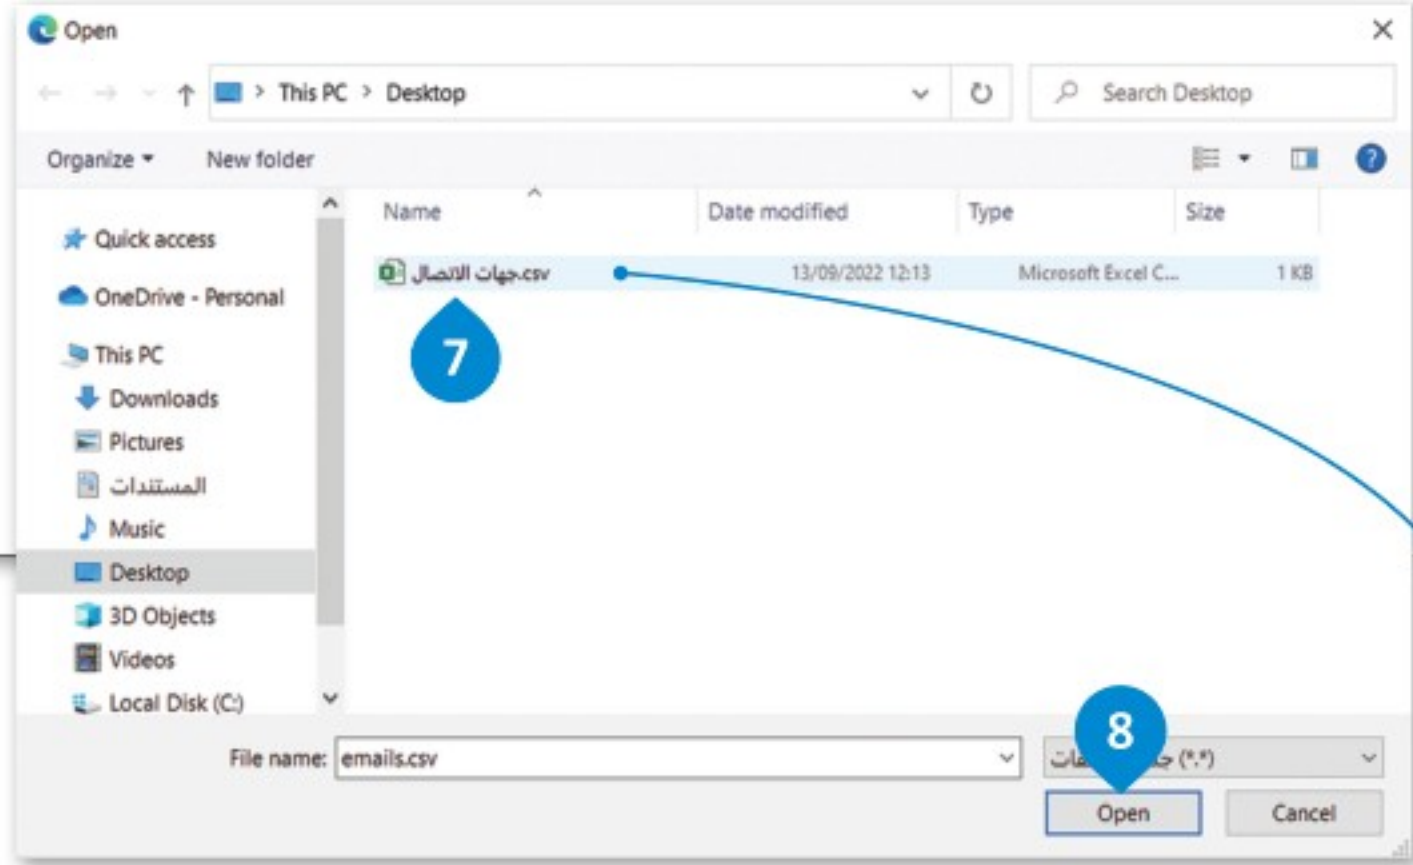 Open
This PC > Desktop
Search Desktop
Organize
New folder
Name
Date modified
Type
Size
جهات الاتصال.csv
13/09/2022 12:13
Microsoft Excel C...
1 KB
7
Quick access
OneDrive - Personal
This PC
Downloads
Pictures
المستندات
Music
Desktop
3D Objects
Videos
Local Disk (C:)
8
File name:
emails.csv
(*.*)
Open
Cancel